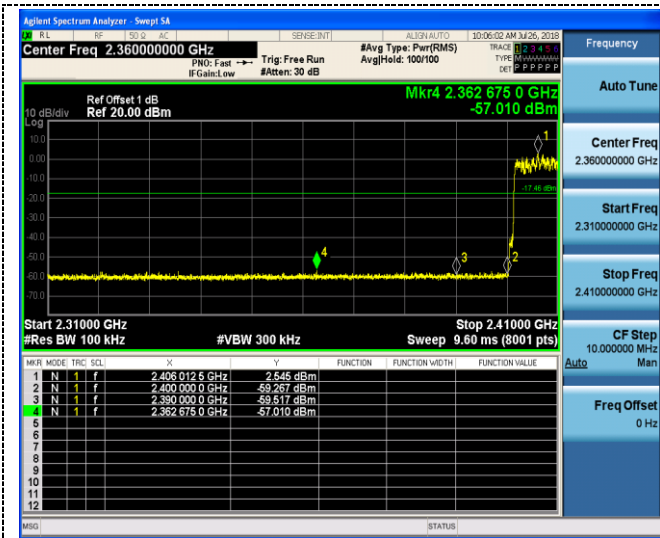 Agilent Spectrum Analyzer - Swept SA
RL RF 50 Ω AC SENSE:INT ALIGN AUTO 10:06:02 AM Jul 26, 2018
Center Freq 2.360000000 GHz
PNO: Fast
IFGain:Low
Trig: Free Run
#Atten: 30 dB
#Avg Type: Pwr(RMS)
Avg|Hold: 100/100
TRACE 1 2 3 4 5 6
TYPE MWWWWW
DET P P P P P P
Frequency
Auto Tune
Center Freq
2.360000000 GHz
Start Freq
2.310000000 GHz
Stop Freq
2.410000000 GHz
CF Step
10.000000 MHz
Auto Man
Freq Offset
0 Hz
Mkr4 2.362 675 0 GHz
-57.010 dBm
Ref Offset 1 dB
10 dB/div Ref 20.00 dBm
Log
10.0
0.00
-10.0
-20.0
-30.0
-40.0
-50.0
-60.0
-70.0
1
-17.46 dBm
4
3
2
Start 2.31000 GHz Stop 2.41000 GHz
#Res BW 100 kHz #VBW 300 kHz Sweep 9.60 ms (8001 pts)
MKR MODE TRC SCL X Y FUNCTION FUNCTION WIDTH FUNCTION VALUE
1 N 1 f 2.406 012 5 GHz 2.545 dBm
2 N 1 f 2.400 000 0 GHz -59.267 dBm
3 N 1 f 2.390 000 0 GHz -59.517 dBm
4 N 1 f 2.362 675 0 GHz -57.010 dBm
5
6
7
8
9
10
11
12
MSG STATUS